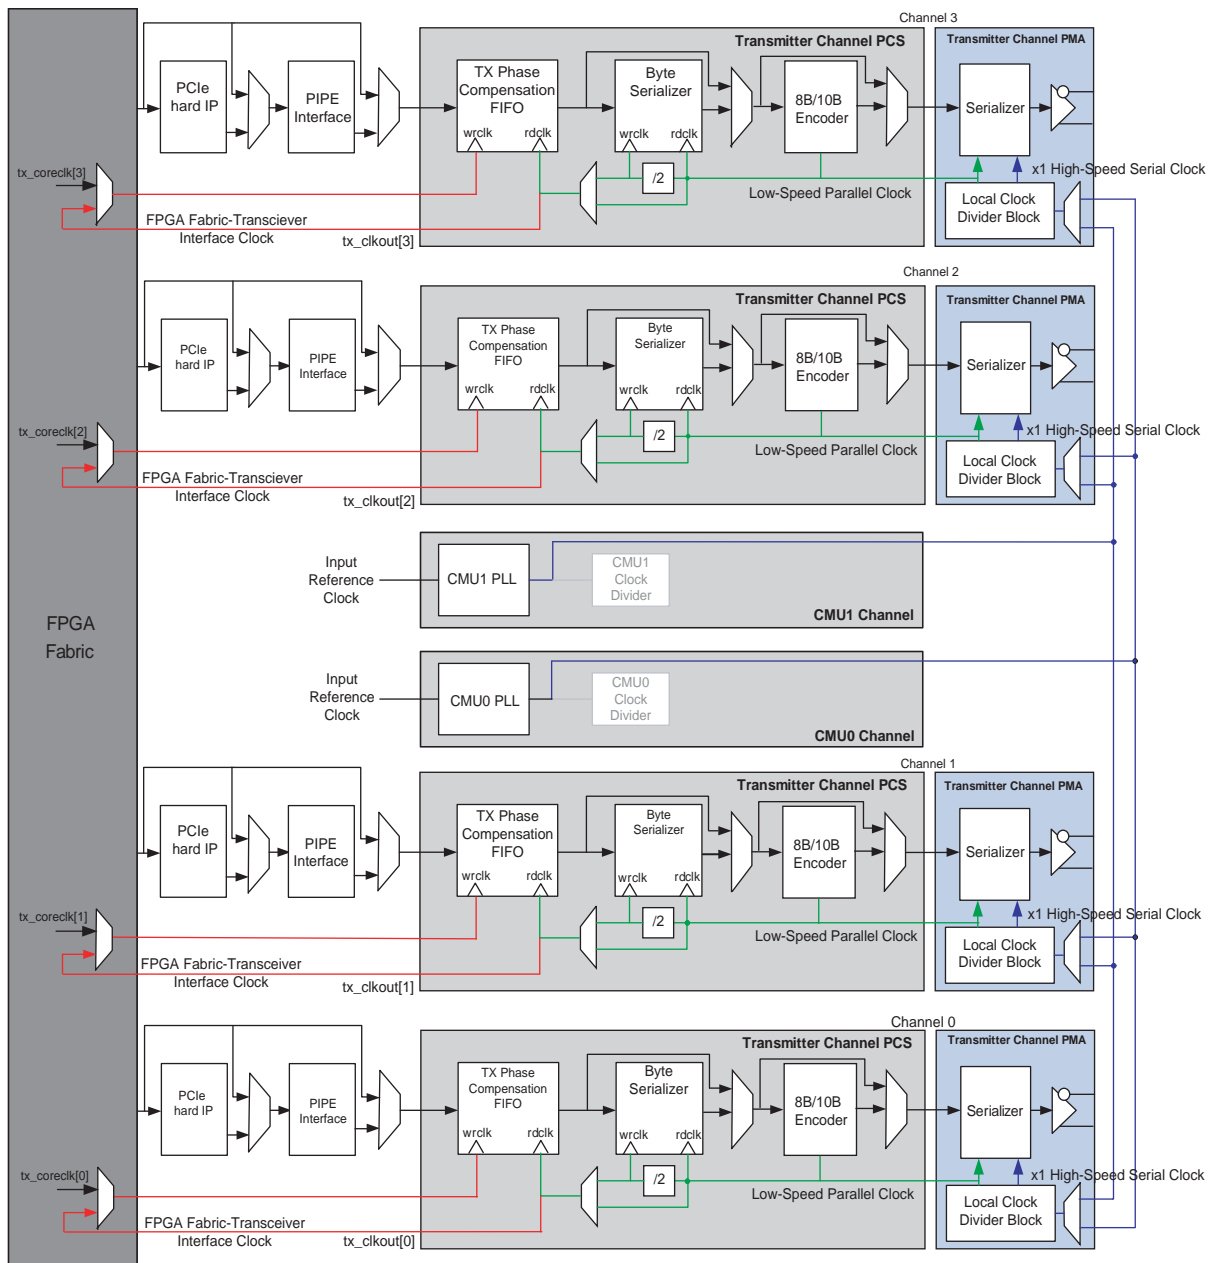 Channel 3
Transmitter Channel PCS
Transmitter Channel PMA
PCIe
hard IP
PIPE
Interface
TX Phase
Compensation
FIFO
wrclk
rdclk
Byte
Serializer
wrclk
rdclk
8B/10B
Encoder
Serializer
/2
tx_coreclk[3]
x1 High-Speed Serial Clock
Low-Speed Parallel Clock
Local Clock
Divider Block
FPGA Fabric-Transciever
Interface Clock
tx_clkout[3]
Channel 2
Transmitter Channel PCS
Transmitter Channel PMA
PCIe
hard IP
PIPE
Interface
TX Phase
Compensation
FIFO
wrclk
rdclk
Byte
Serializer
wrclk
rdclk
8B/10B
Encoder
Serializer
/2
tx_coreclk[2]
x1 High-Speed Serial Clock
Low-Speed Parallel Clock
Local Clock
Divider Block
FPGA Fabric-Transciever
Interface Clock
tx_clkout[2]
Input
Reference
Clock
CMU1 PLL
CMU1
Clock
Divider
CMU1 Channel
FPGA
Fabric
Input
Reference
Clock
CMU0 PLL
CMU0
Clock
Divider
CMU0 Channel
Channel 1
Transmitter Channel PCS
Transmitter Channel PMA
PCIe
hard IP
PIPE
Interface
TX Phase
Compensation
FIFO
wrclk
rdclk
Byte
Serializer
wrclk
rdclk
8B/10B
Encoder
Serializer
/2
tx_coreclk[1]
x1 High-Speed Serial Clock
Low-Speed Parallel Clock
Local Clock
Divider Block
FPGA Fabric-Transceiver
Interface Clock
tx_clkout[1]
Channel 0
Transmitter Channel PCS
Transmitter Channel PMA
PCIe
hard IP
PIPE
Interface
TX Phase
Compensation
FIFO
wrclk
rdclk
Byte
Serializer
wrclk
rdclk
8B/10B
Encoder
Serializer
/2
tx_coreclk[0]
x1 High-Speed Serial Clock
Low-Speed Parallel Clock
Local Clock
Divider Block
FPGA Fabric-Transceiver
Interface Clock
tx_clkout[0]